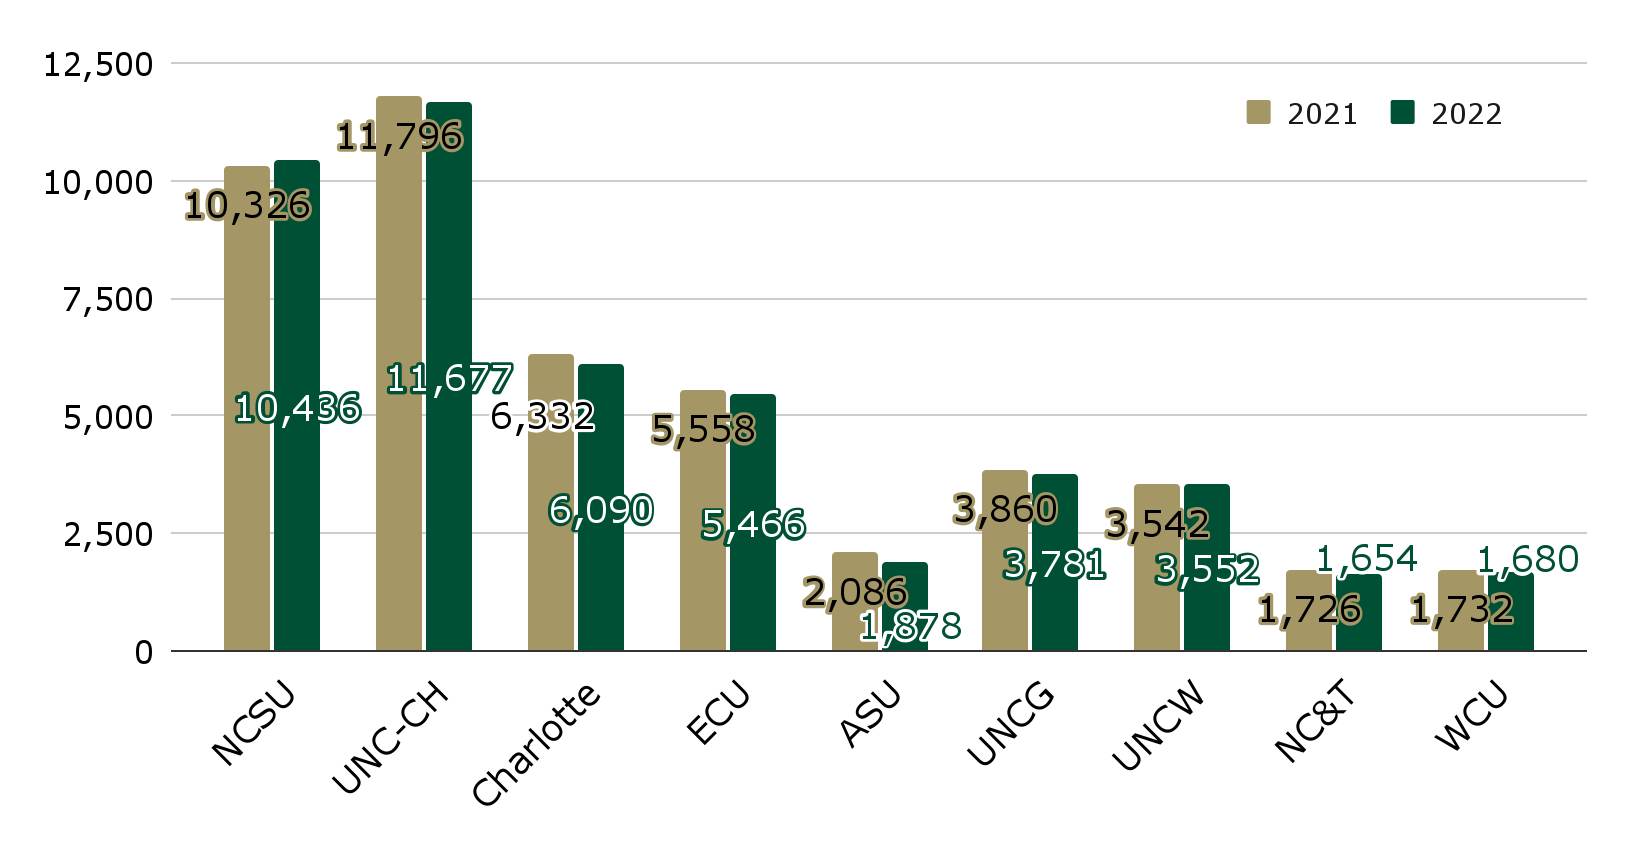 12,500
10,000
7,500
5,000
2,500
0
2021
2022
10,326
10,436
11,796
11,677
6,332
6,090
5,558
5,466
2,086
1,878
3,860
3,781
3,542
3,552
1,726
1,654
1,732
1,680
NCSU
UNC-CH
Charlotte
ECU
ASU
UNCG
UNCW
NC&T
WCU